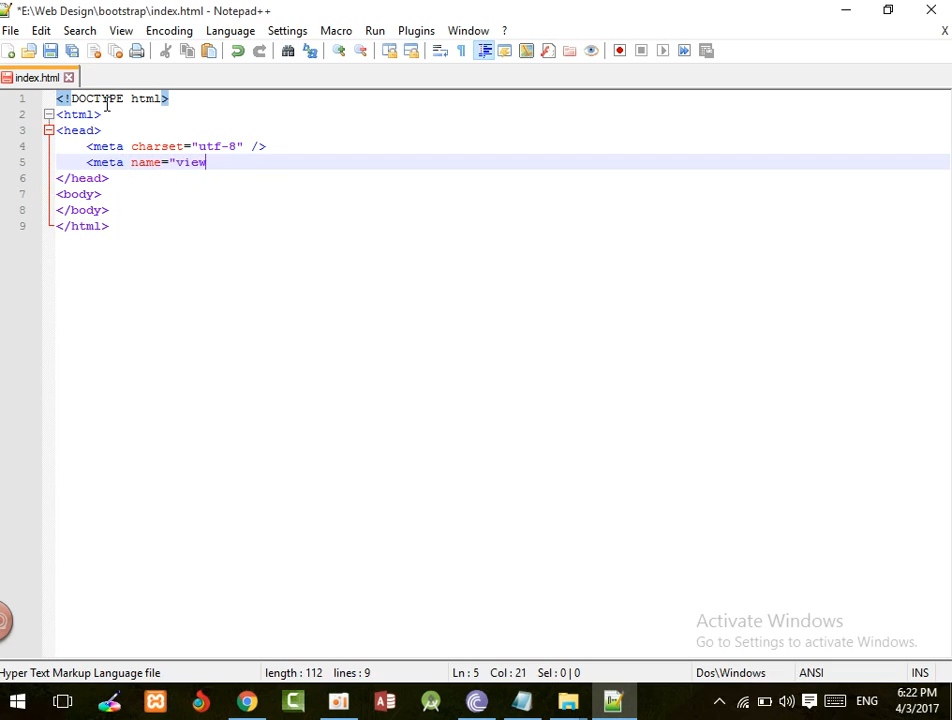 *E:\Web Design\bootstrap\index.html - Notepad++
File Edit Search View Encoding Language Settings Macro Run Plugins Window ? X
index.html
1 <!DOCTYPE html>
2 <html>
3 <head>
4 <meta charset="utf-8" />
5 <meta name="view
6 </head>
7 <body>
8 </body>
9 </html>
Activate Windows
Go to Settings to activate Windows.
Hyper Text Markup Language file length : 112 lines : 9 Ln : 5 Col : 21 Sel : 0 | 0 Dos\Windows ANSI INS
ENG
6:22 PM
4/3/2017